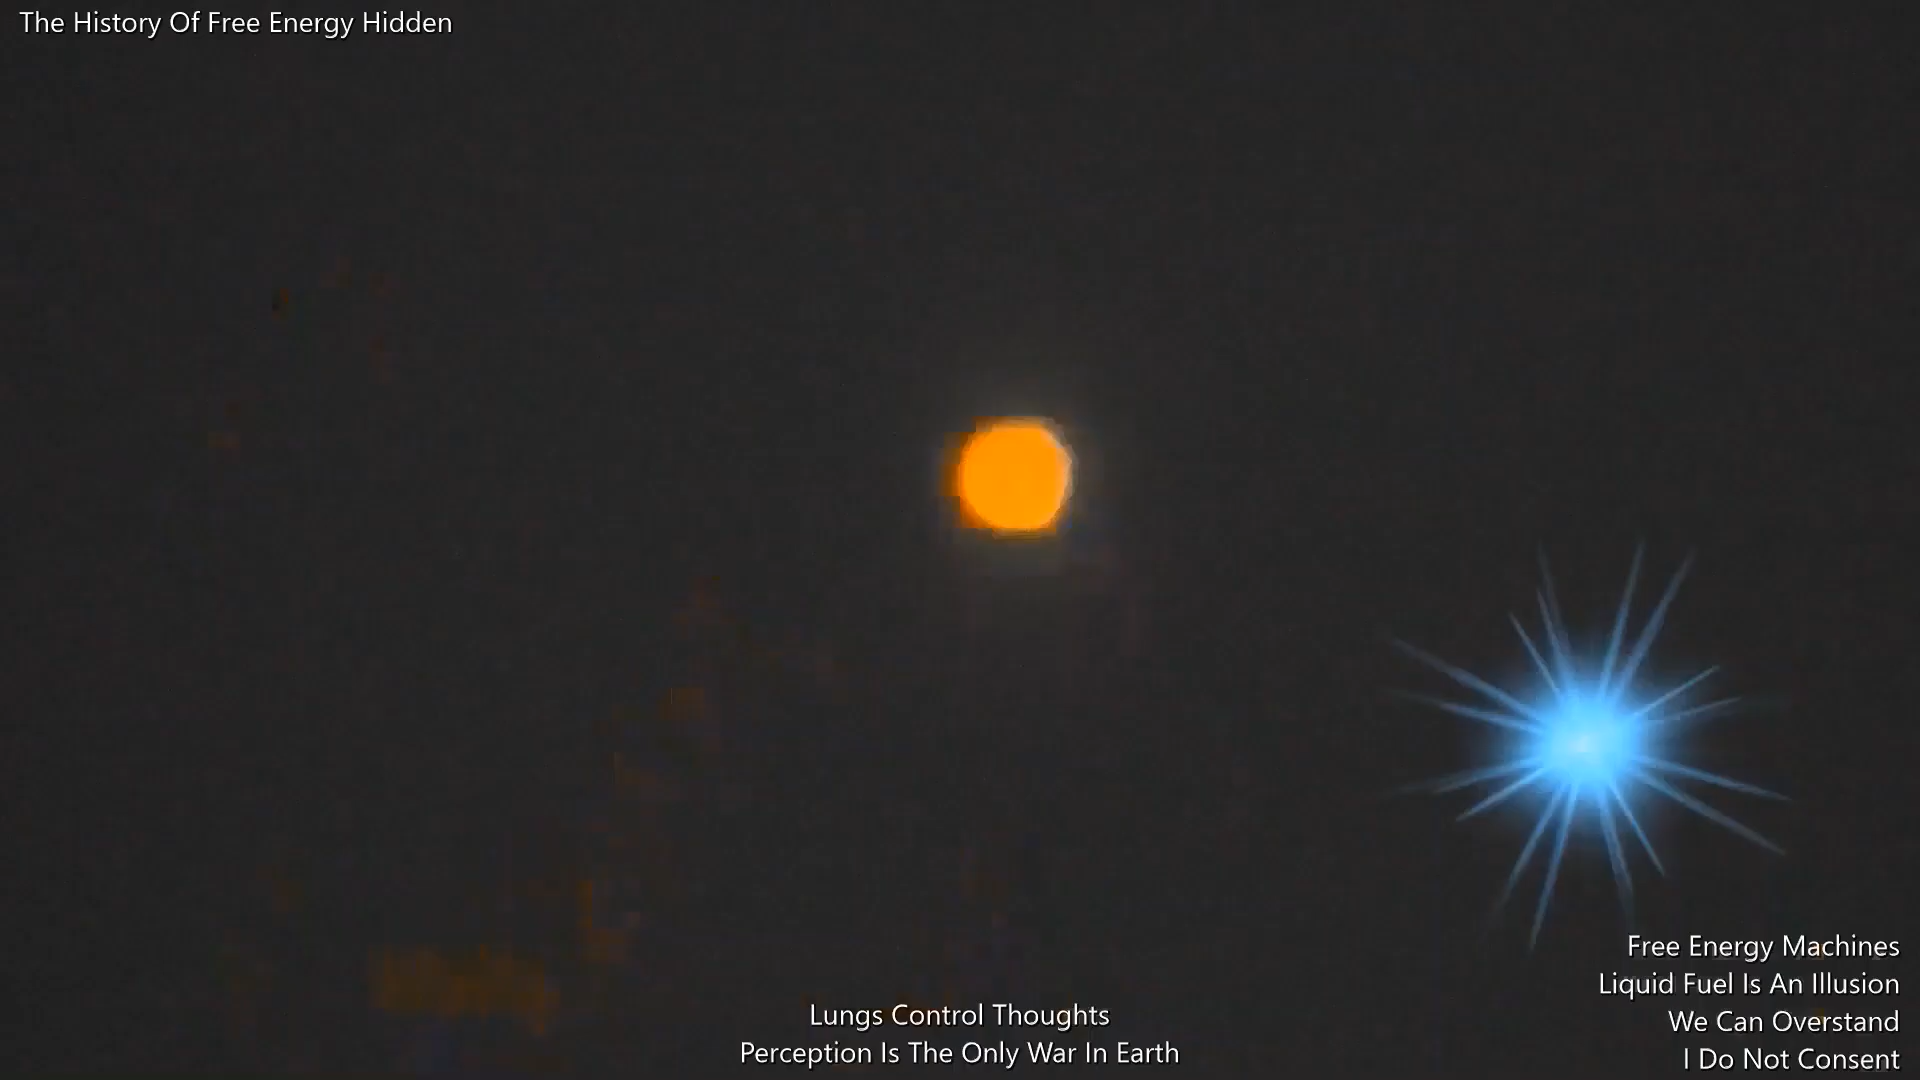 The History Of Free Energy Hidden
Free Energy Machines
Liquid Fuel Is An Illusion
We Can Overstand
I Do Not Consent
Lungs Control Thoughts
Perception Is The Only War In Earth